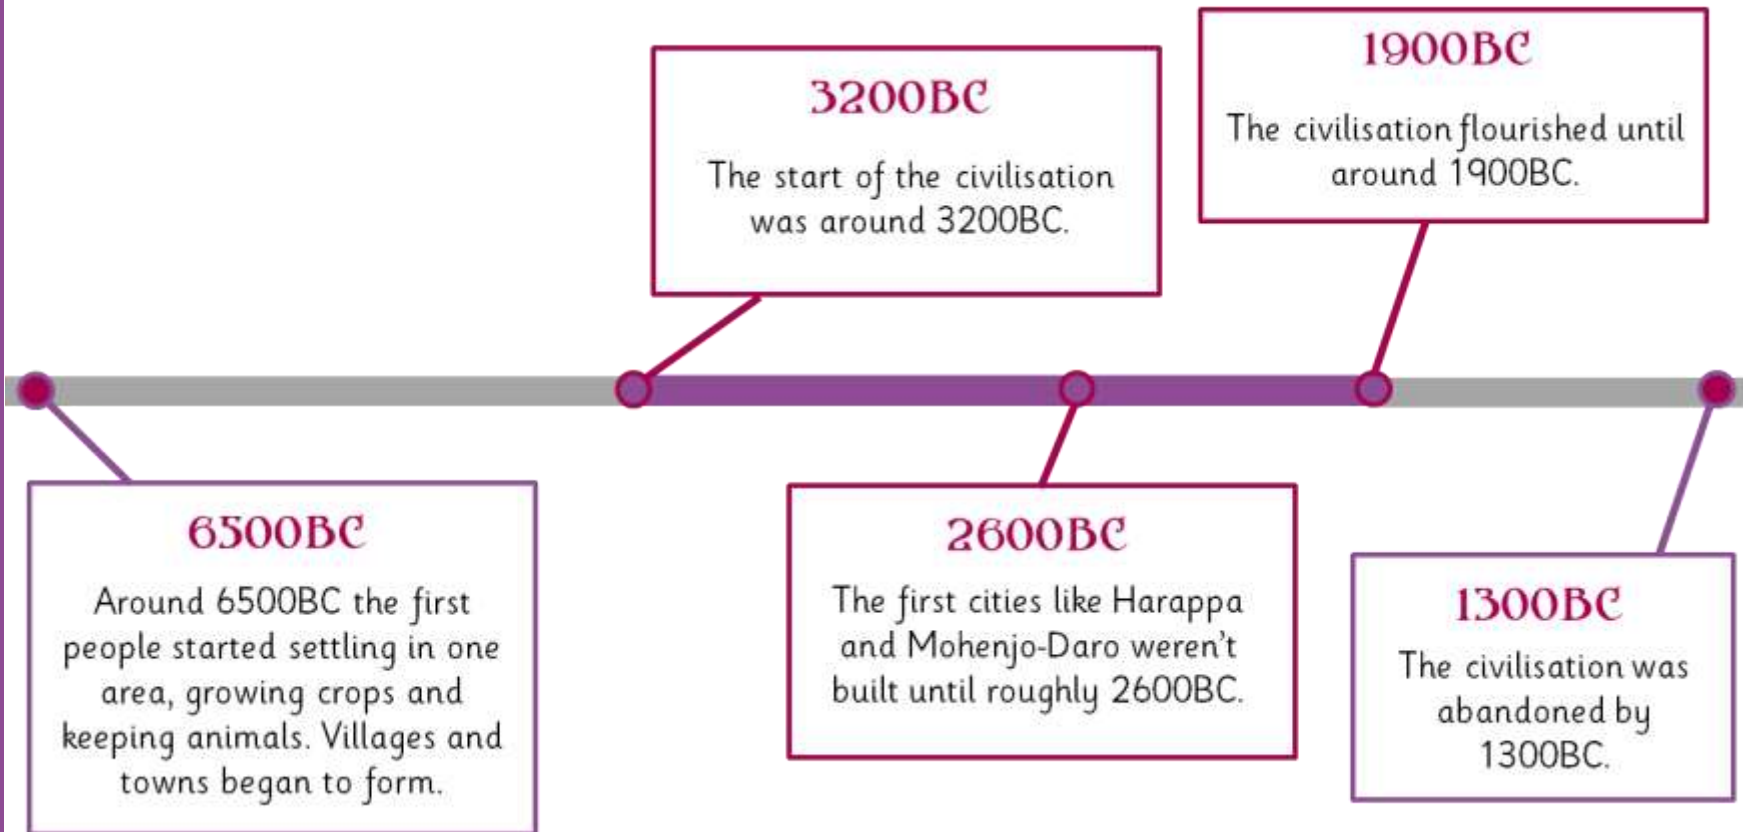 6500BC
Around 6500BC the first
people started settling in one
area, growing crops and
keeping animals. Villages and
towns began to form.
3200BC
The start of the civilisation
was around 3200BC.
2600BC
The first cities like Harappa
and Mohenjo-Daro weren't
built until roughly 2600BC.
1900BC
The civilisation flourished until
around 1900BC.
1300BC
The civilisation was
abandoned by
1300BC.